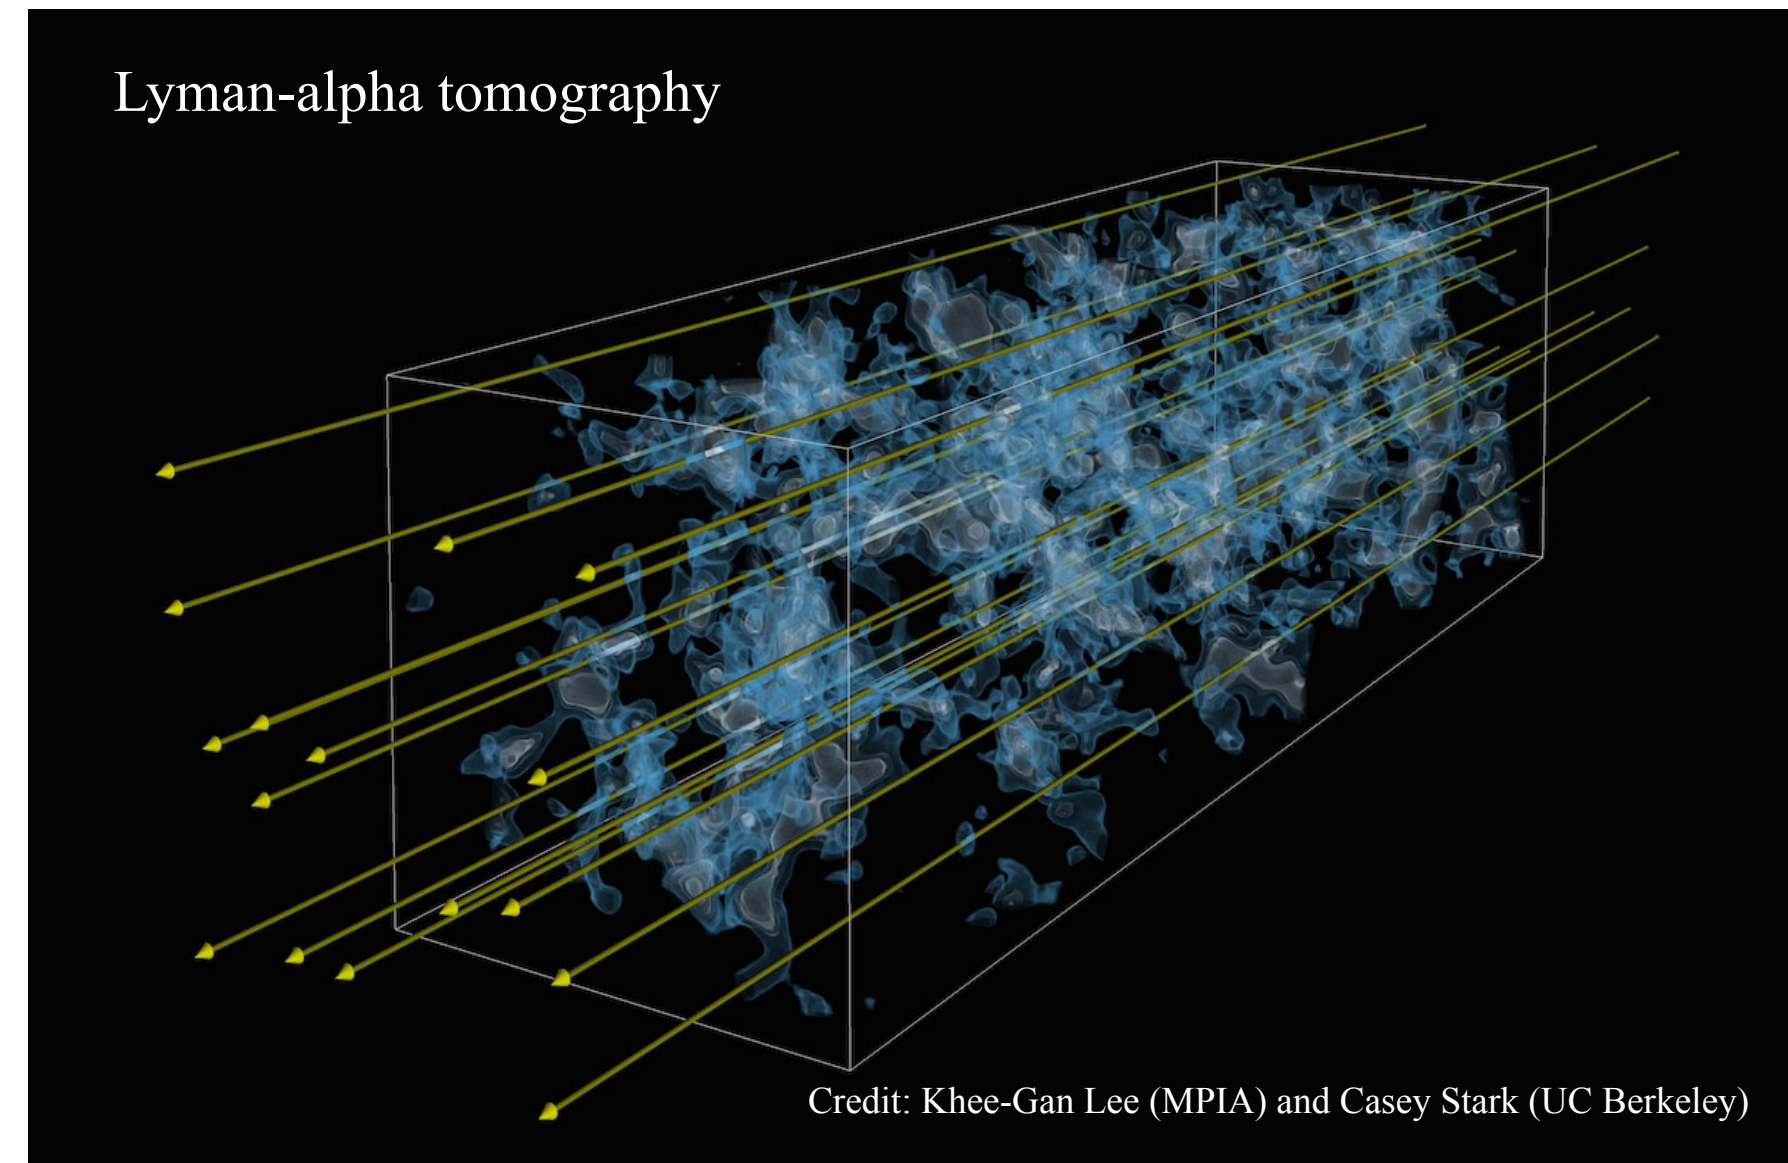 Lyman-alpha tomography
Credit: Khee-Gan Lee (MPIA) and Casey Stark (UC Berkeley)